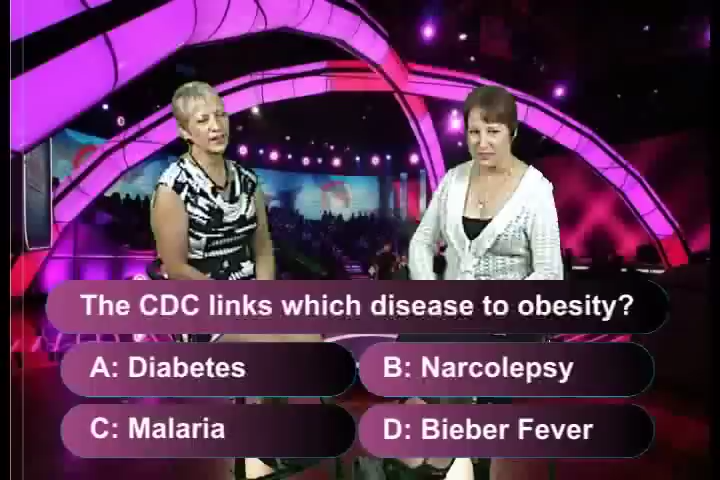 The CDC links which disease to obesity?
A: Diabetes
B: Narcolepsy
C: Malaria
D: Bieber Fever